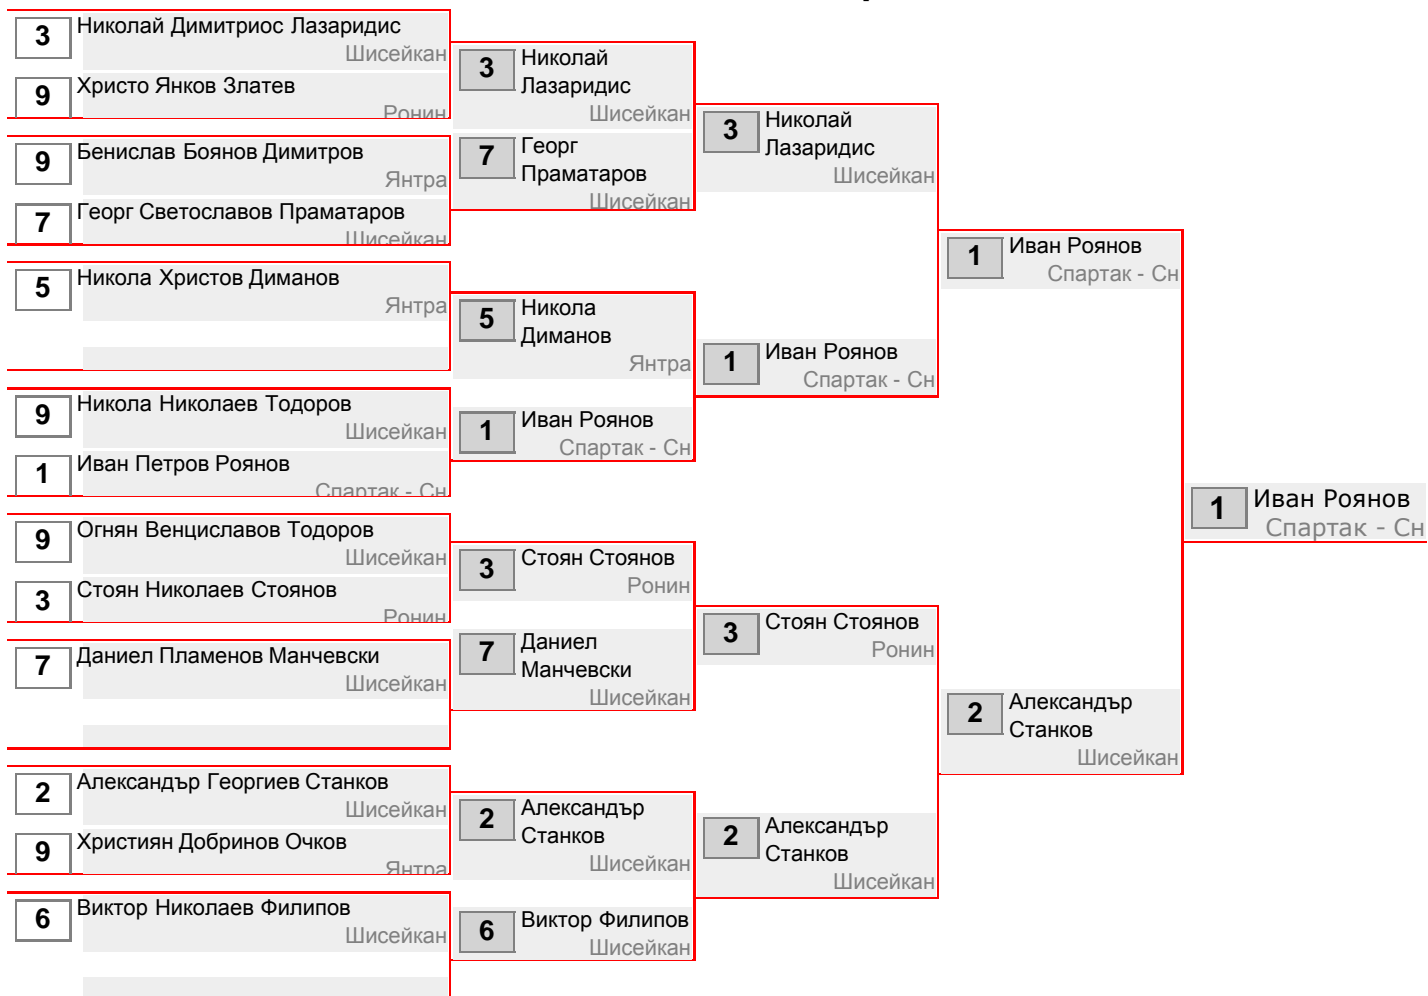 3
Николай Димитриос Лазаридис
Шисейкан
9
Христо Янков Златев
Ронин
9
Бенислав Боянов Димитров
Янтра
7
Георг Светославов Праматаров
Шисейкан
5
Никола Христов Диманов
Янтра
9
Никола Николаев Тодоров
Шисейкан
1
Иван Петров Роянов
Спартак - Сн
9
Огнян Венциславов Тодоров
Шисейкан
3
Стоян Николаев Стоянов
Ронин
7
Даниел Пламенов Манчевски
Шисейкан
2
Александър Георгиев Станков
Шисейкан
9
Християн Добринов Очков
Янтра
6
Виктор Николаев Филипов
Шисейкан
3
Николай
Лазаридис
Шисейкан
7
Георг
Праматаров
Шисейкан
5
Никола
Диманов
Янтра
1
Иван Роянов
Спартак - Сн
3
Стоян Стоянов
Ронин
7
Даниел
Манчевски
Шисейкан
2
Александър
Станков
Шисейкан
6
Виктор Филипов
Шисейкан
3
Николай
Лазаридис
Шисейкан
1
Иван Роянов
Спартак - Сн
3
Стоян Стоянов
Ронин
2
Александър
Станков
Шисейкан
1
Иван Роянов
Спартак - Сн
2
Александър
Станков
Шисейкан
1
Иван Роянов
Спартак - Сн